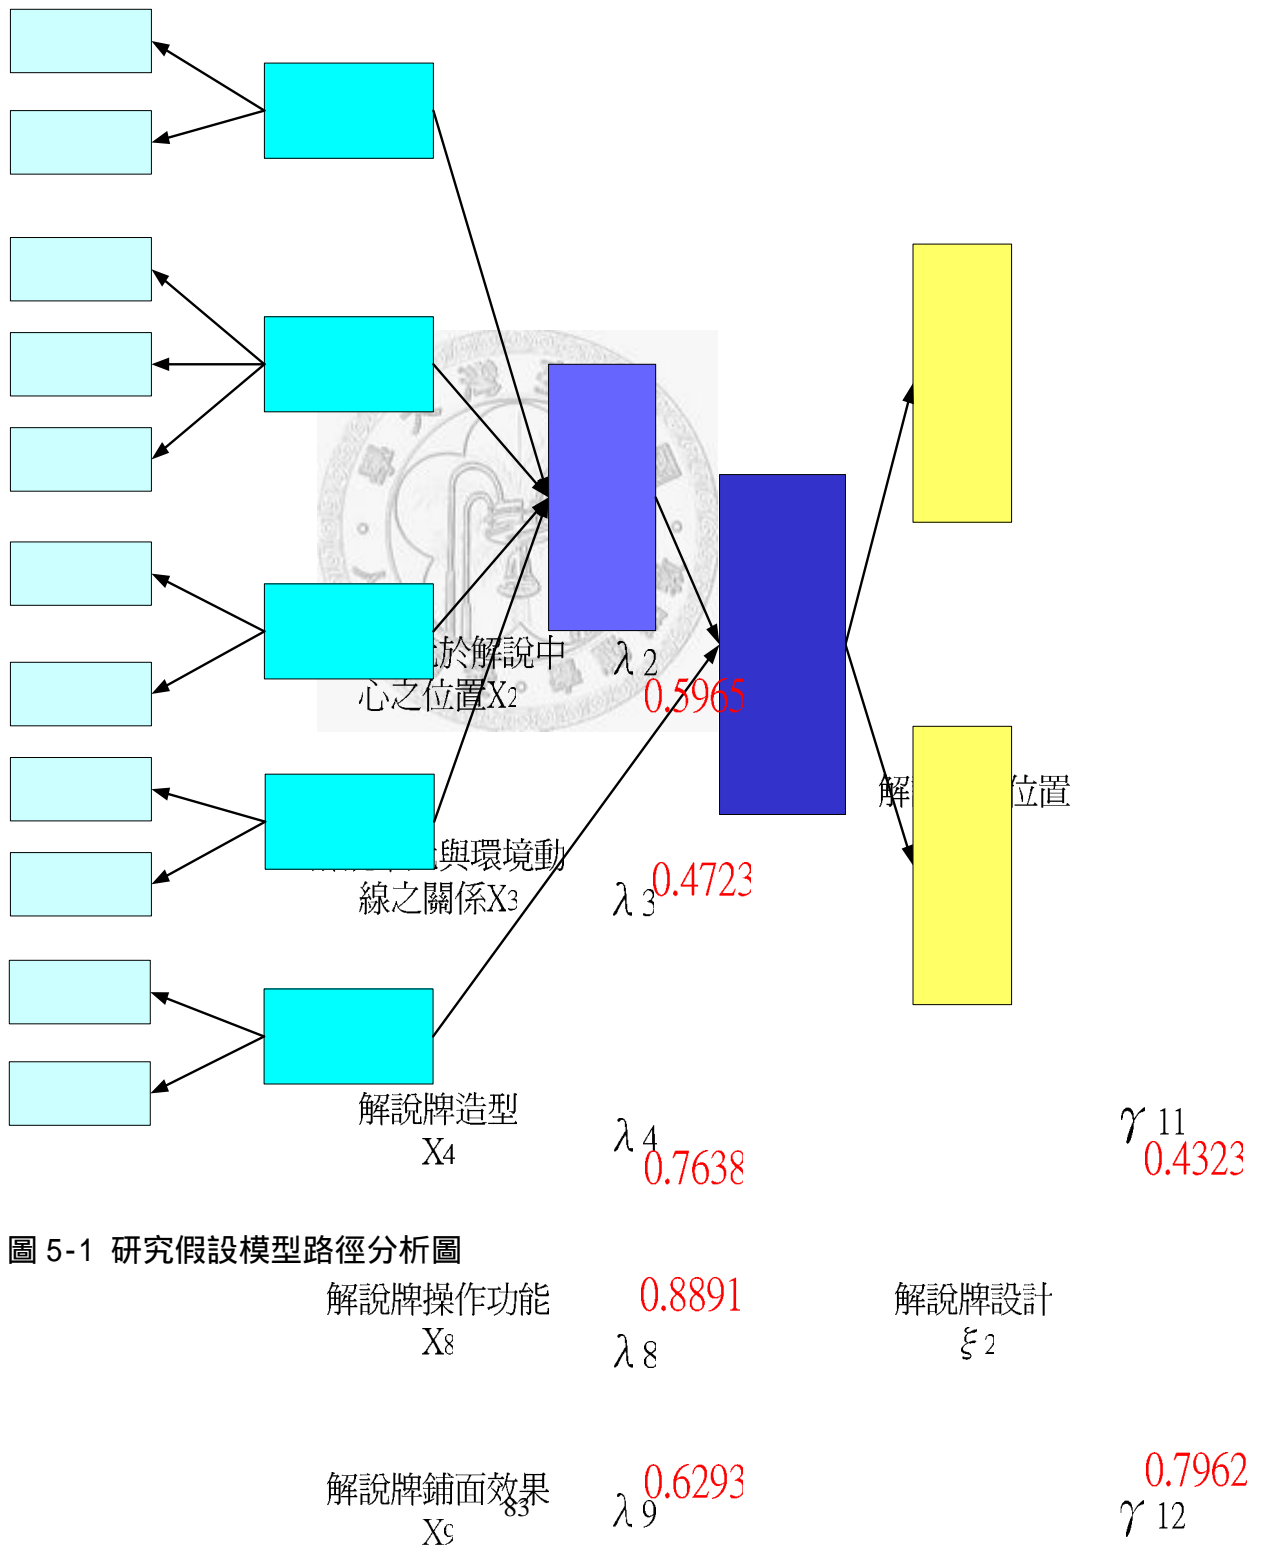 於解說中
λ 2
心之位置X2
0.5965
解
位置
與環境動
0.4723
線之關係X3
λ 3
解說牌造型
λ 4
γ 11
X4
0.7638
0.4323
圖 5-1 研究假設模型路徑分析圖
解說牌操作功能
0.8891
解說牌設計
X8
λ 8
ξ 2
解說牌鋪面效果
0.6293
0.7962
83
λ 9
γ 12
X9